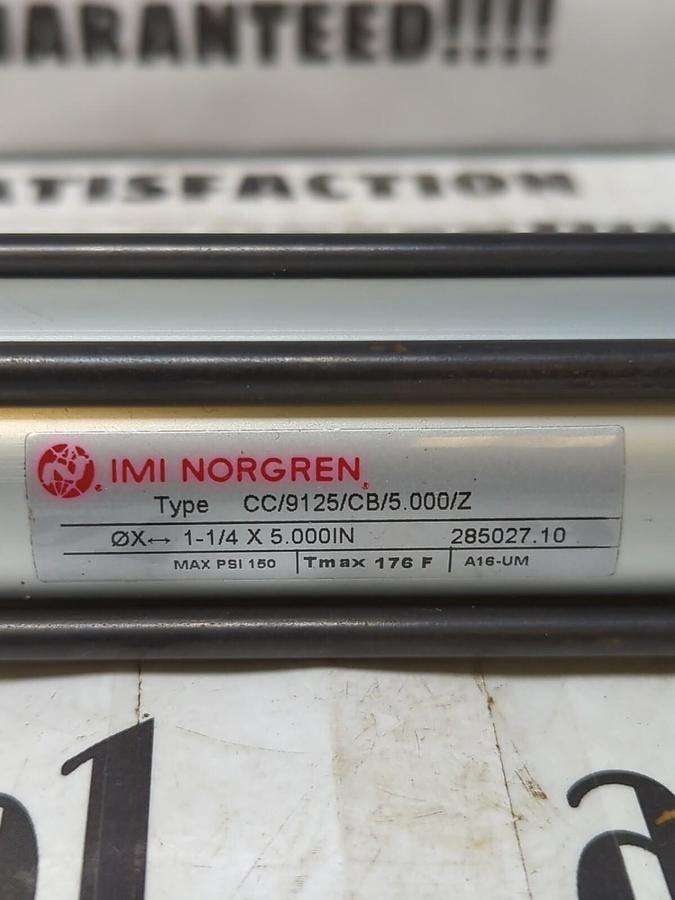 GUARANTEED!!!!
SATISFACTION
IMI NORGREN
Type CC/9125/CB/5.000/Z
ØX↔ 1-1/4 X 5.000IN 285027.10
MAX PSI 150 Tmax 176 F A16-UM